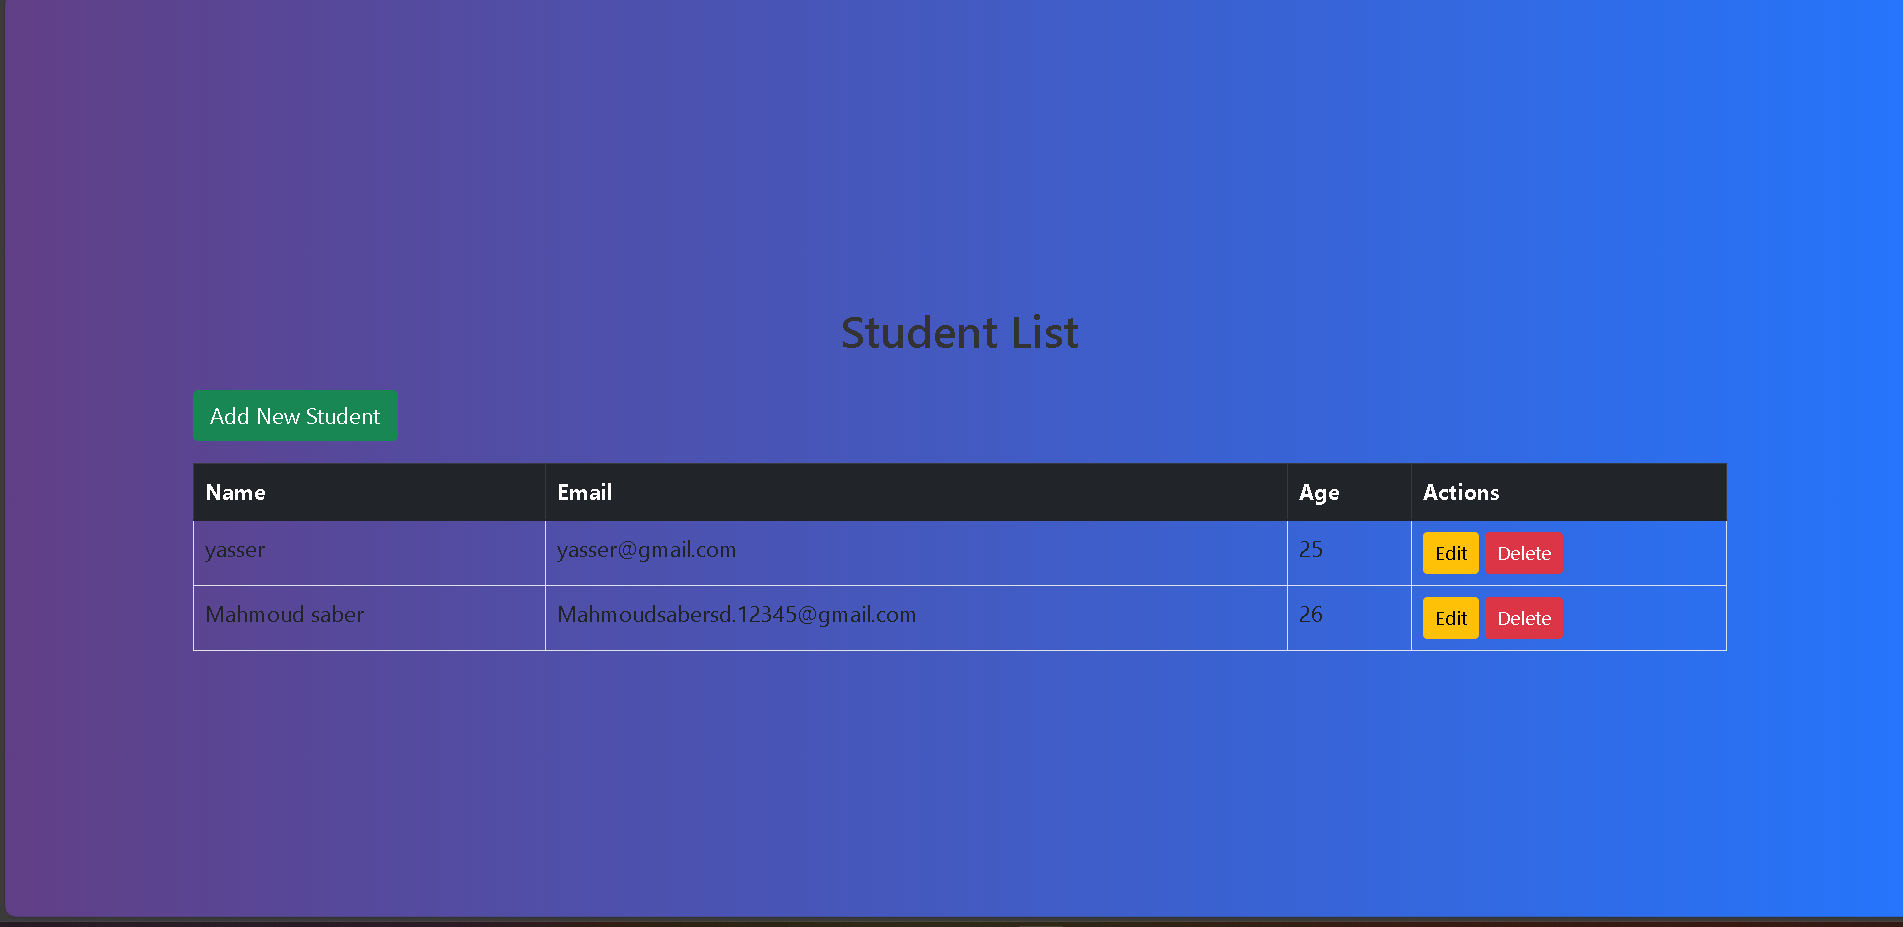 Student List
Add New Student
Name Email Age Actions
yasser yasser@gmail.com 25 Edit Delete
Mahmoud saber Mahmoudsabersd.12345@gmail.com 26 Edit Delete